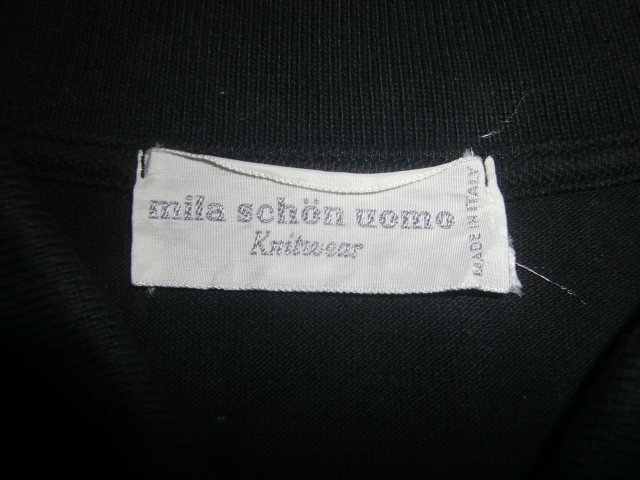 mila schön uomo
Knitwear
MADE IN ITALY